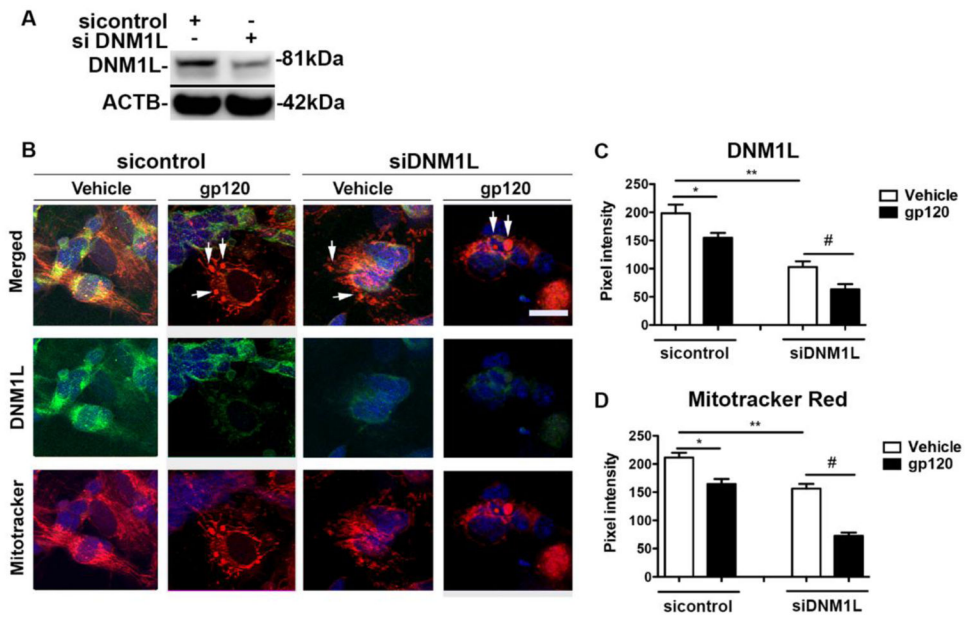 A
sicontrol + -
si DNM1L - +
DNM1L- -81kDa
ACTB- -42kDa
B
sicontrol siDNM1L
Vehicle gp120 Vehicle gp120
Merged
DNM1L
Mitotracker
C
DNM1L
**
*
#
Vehicle
gp120
Pixel intensity
250
200
150
100
50
0
sicontrol siDNM1L
D
Mitotracker Red
**
*
#
Vehicle
gp120
Pixel intensity
250
200
150
100
50
0
sicontrol siDNM1L